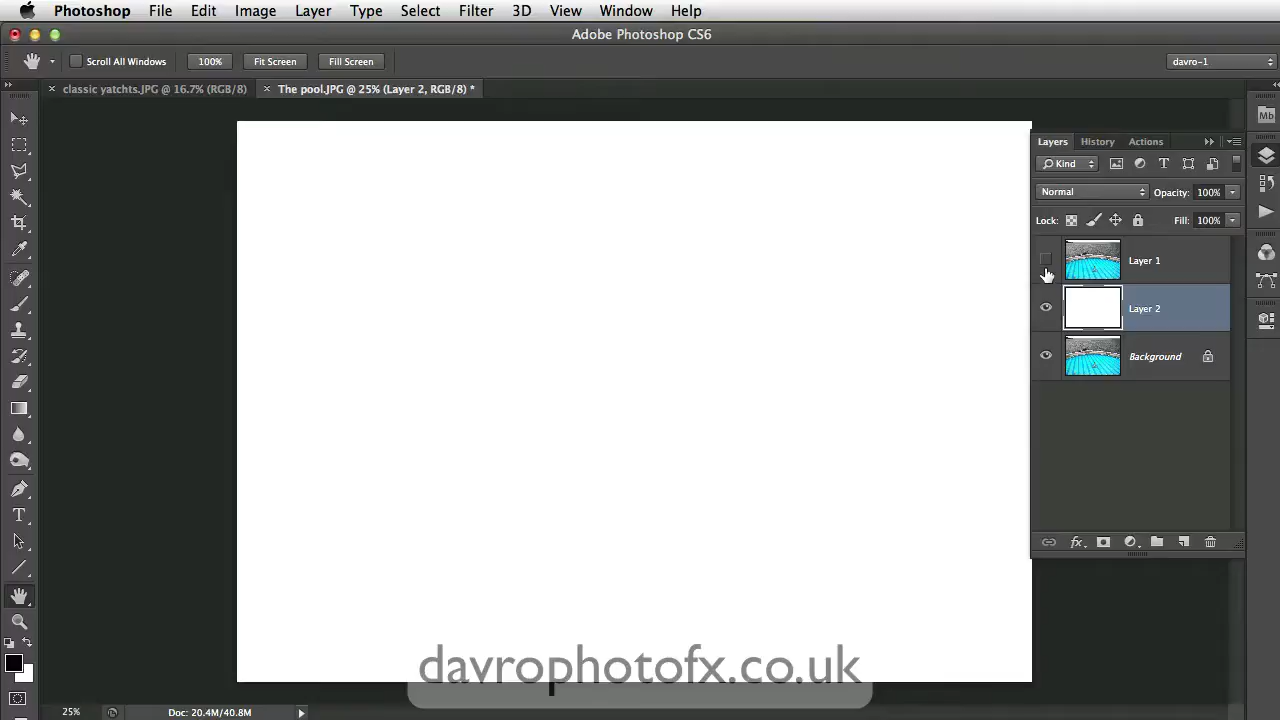 Photoshop File Edit Image Layer Type Select Filter 3D View Window Help
Adobe Photoshop CS6
Scroll All Windows 100% Fit Screen Fill Screen davro-1
classic yatchts.JPG @ 16.7% (RGB/8) The pool.JPG @ 25% (Layer 2, RGB/8) *
Mb
Layers History Actions
Kind T
Normal Opacity: 100%
Lock: Fill: 100%
Layer 1
Layer 2
Background
fx
T
davrophotofx.co.uk
25% Doc: 20.4M/40.8M